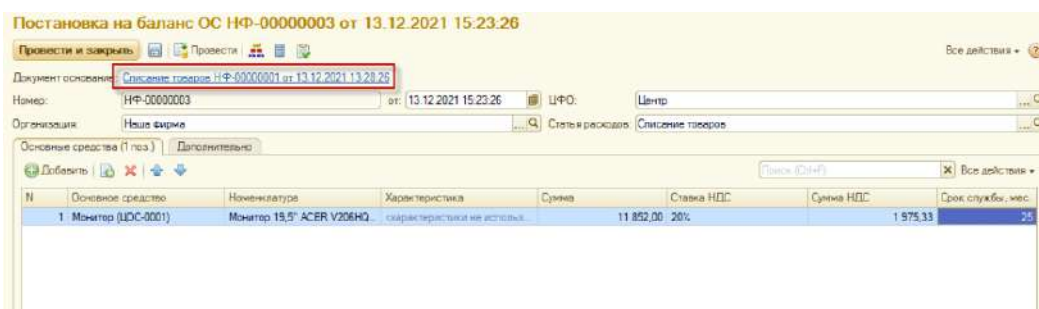 Постановка на баланс ОС НФ-00000003 от 13.12.2021 15:23:26
Провести и закрыть Провести Все действия
Документ основание: Списание товаров НФ-00000001 от 13.12.2021 13:28:26
Номер: НФ-00000003 от: 13.12.2021 15:23:26 ЦФО: Центр
Организация: Наша фирма Статья расходов: Списание товаров
Основные средства (1 поз.) Дополнительно
Добавить Поиск (Ctrl+F) Все действия
N Основное средство Номенклатура Характеристика Сумма Ставка НДС Сумма НДС Срок службы, мес.
1 Монитор (ЦОС-0001) Монитор 19,5" ACER V206HQ... характеристики не использ... 11 852,00 20% 1 975,33 25